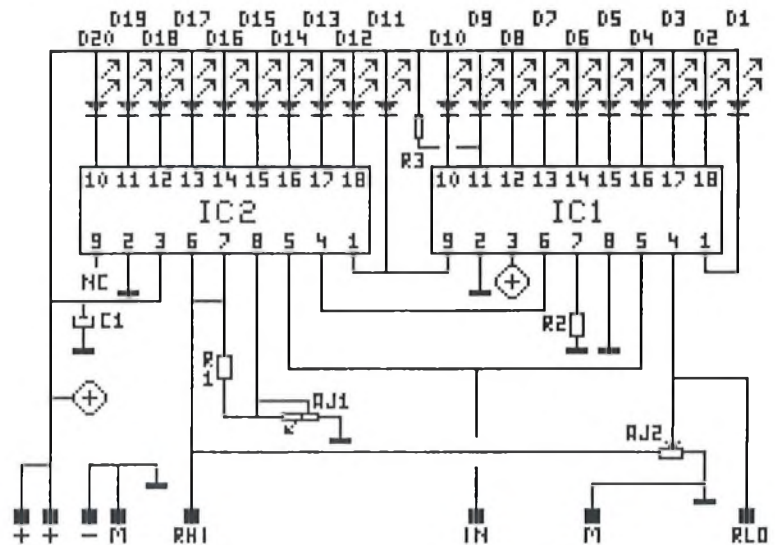 D19 D17 D15 D13 D11 D9 D7 D5 D3 D1
D20 D18 D16 D14 D12 D10 D8 D6 D4 D2
R3
10 11 12 13 14 15 16 17 18 10 11 12 13 14 15 16 17 18
IC2 IC1
9 2 3 6 7 8 5 4 1 9 2 3 6 7 8 5 4 1
NC
+
C1
R2
R1
+
AJ1
AJ2
+ + - M RHI IN M RLO